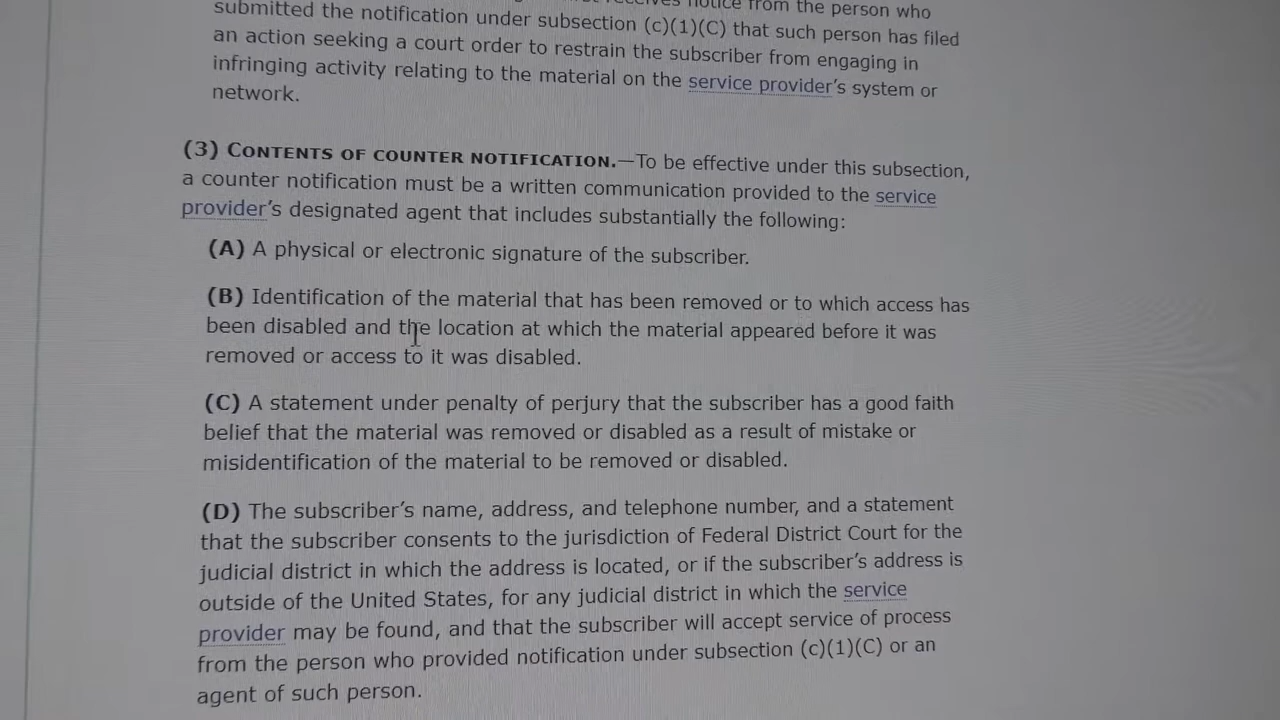 notice from the person who
submitted the notification under subsection (c)(1)(C) that such person has filed
an action seeking a court order to restrain the subscriber from engaging in
infringing activity relating to the material on the service provider's system or
network.
(3) CONTENTS OF COUNTER NOTIFICATION.—To be effective under this subsection,
a counter notification must be a written communication provided to the service
provider's designated agent that includes substantially the following:
(A) A physical or electronic signature of the subscriber.
(B) Identification of the material that has been removed or to which access has
been disabled and the location at which the material appeared before it was
removed or access to it was disabled.
(C) A statement under penalty of perjury that the subscriber has a good faith
belief that the material was removed or disabled as a result of mistake or
misidentification of the material to be removed or disabled.
(D) The subscriber's name, address, and telephone number, and a statement
that the subscriber consents to the jurisdiction of Federal District Court for the
judicial district in which the address is located, or if the subscriber's address is
outside of the United States, for any judicial district in which the service
provider may be found, and that the subscriber will accept service of process
from the person who provided notification under subsection (c)(1)(C) or an
agent of such person.